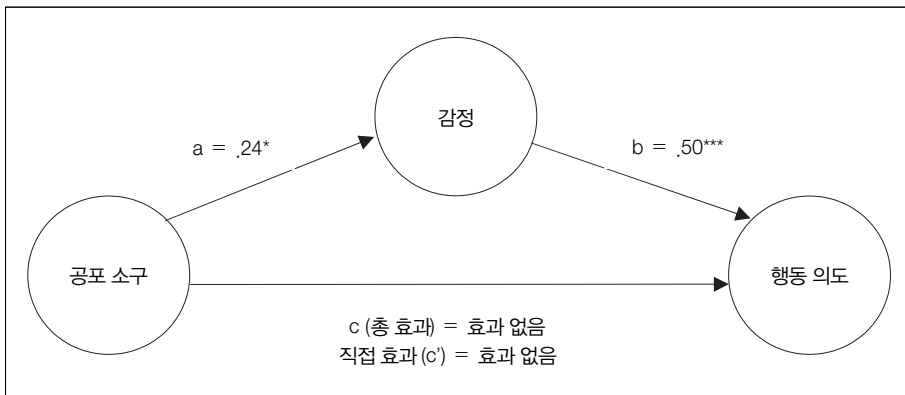 감정
a = .24*
b = .50***
공포 소구
행동 의도
c (총 효과) = 효과 없음
직접 효과 (c') = 효과 없음